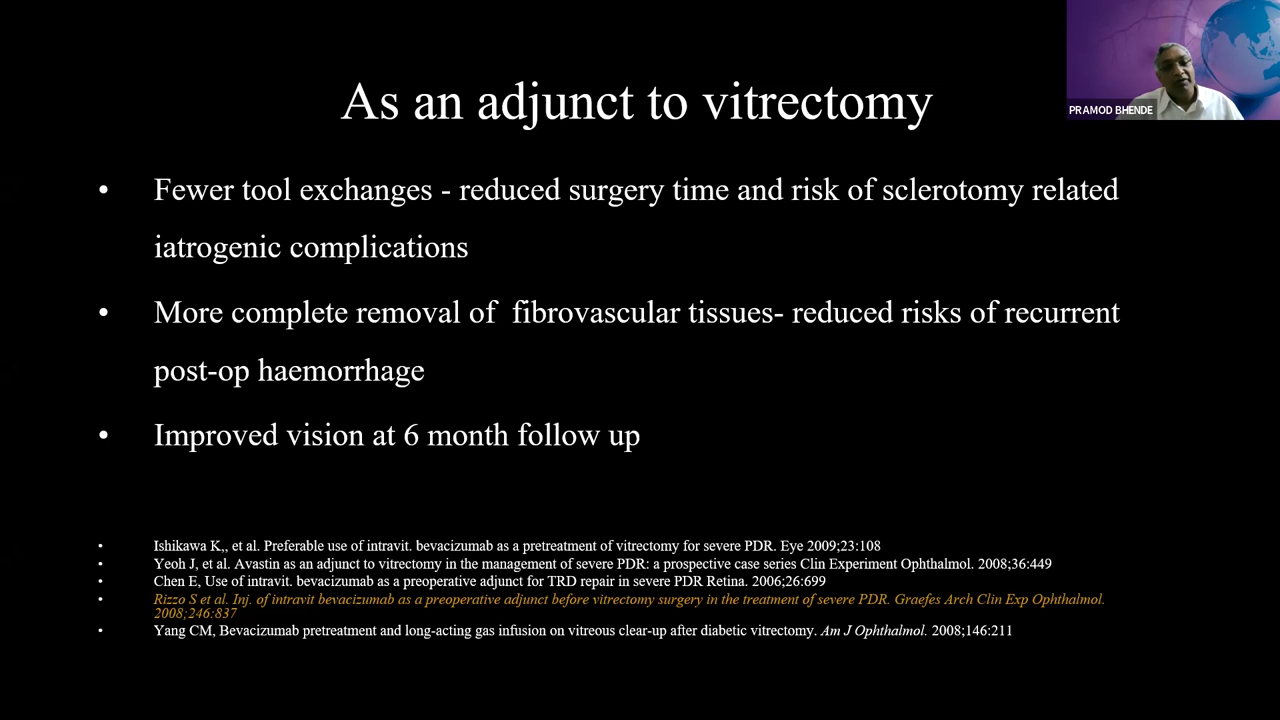 PRAMOD BHENDE
As an adjunct to vitrectomy
• Fewer tool exchanges - reduced surgery time and risk of sclerotomy related
iatrogenic complications
• More complete removal of fibrovascular tissues- reduced risks of recurrent
post-op haemorrhage
• Improved vision at 6 month follow up
• Ishikawa K,, et al. Preferable use of intravit. bevacizumab as a pretreatment of vitrectomy for severe PDR. Eye 2009;23:108
• Yeoh J, et al. Avastin as an adjunct to vitrectomy in the management of severe PDR: a prospective case series Clin Experiment Ophthalmol. 2008;36:449
• Chen E, Use of intravit. bevacizumab as a preoperative adjunct for TRD repair in severe PDR Retina. 2006;26:699
• Rizzo S et al. Inj. of intravit bevacizumab as a preoperative adjunct before vitrectomy surgery in the treatment of severe PDR. Graefes Arch Clin Exp Ophthalmol.
2008;246:837
• Yang CM, Bevacizumab pretreatment and long-acting gas infusion on vitreous clear-up after diabetic vitrectomy. Am J Ophthalmol. 2008;146:211